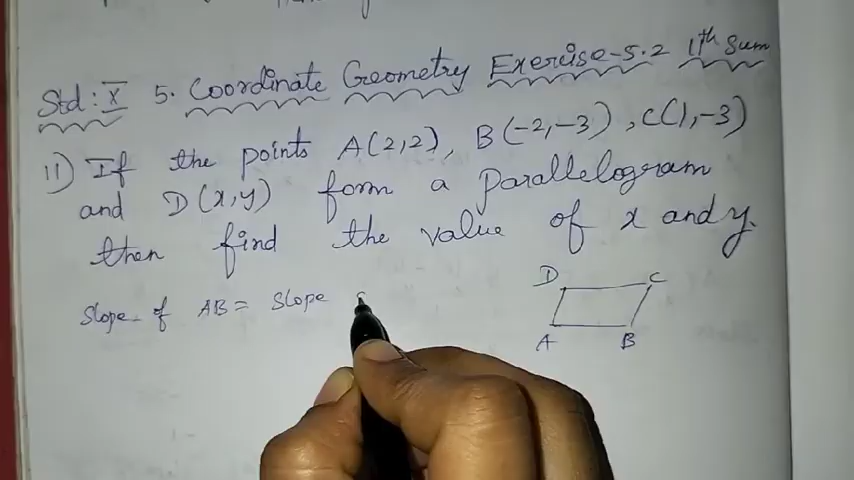 Std: X 5. Coordinate Geometry Exercise-5.2 11th Sum
11) If the points A(2,2), B(-2,-3), C(1,-3)
and D(x,y) form a parallelogram
then find the value of x and y.
Slope of AB = Slope
D C
A B